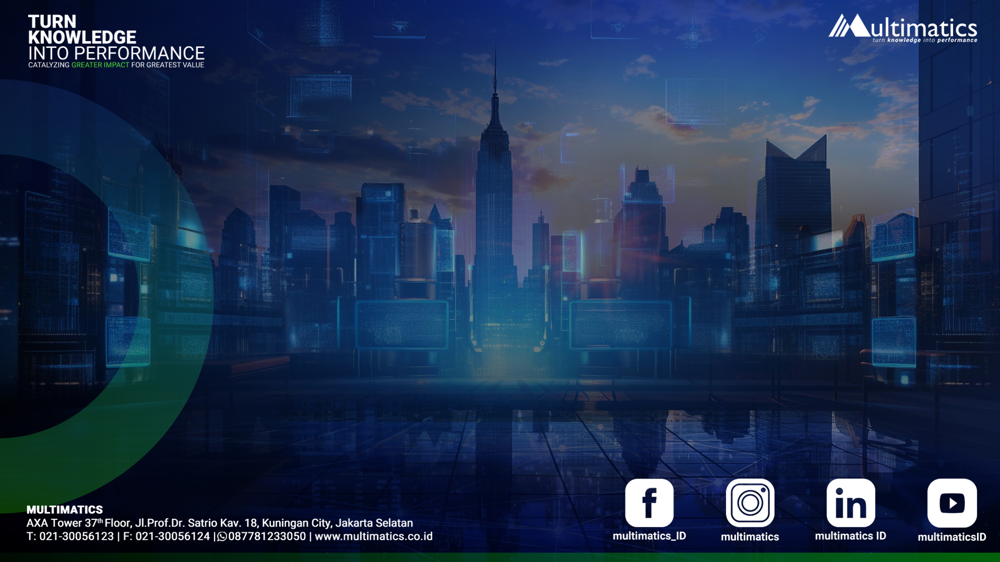 TURN
KNOWLEDGE
INTO PERFORMANCE
CATALYZING GREATER IMPACT FOR GREATEST VALUE
Multimatics
turn knowledge into performance
MULTIMATICS
AXA Tower 37th Floor, Jl.Prof.Dr. Satrio Kav. 18, Kuningan City, Jakarta Selatan
T: 021-30056123 | F: 021-30056124 | 087781233050 | www.multimatics.co.id
multimatics_ID
multimatics
multimatics ID
multimaticsID